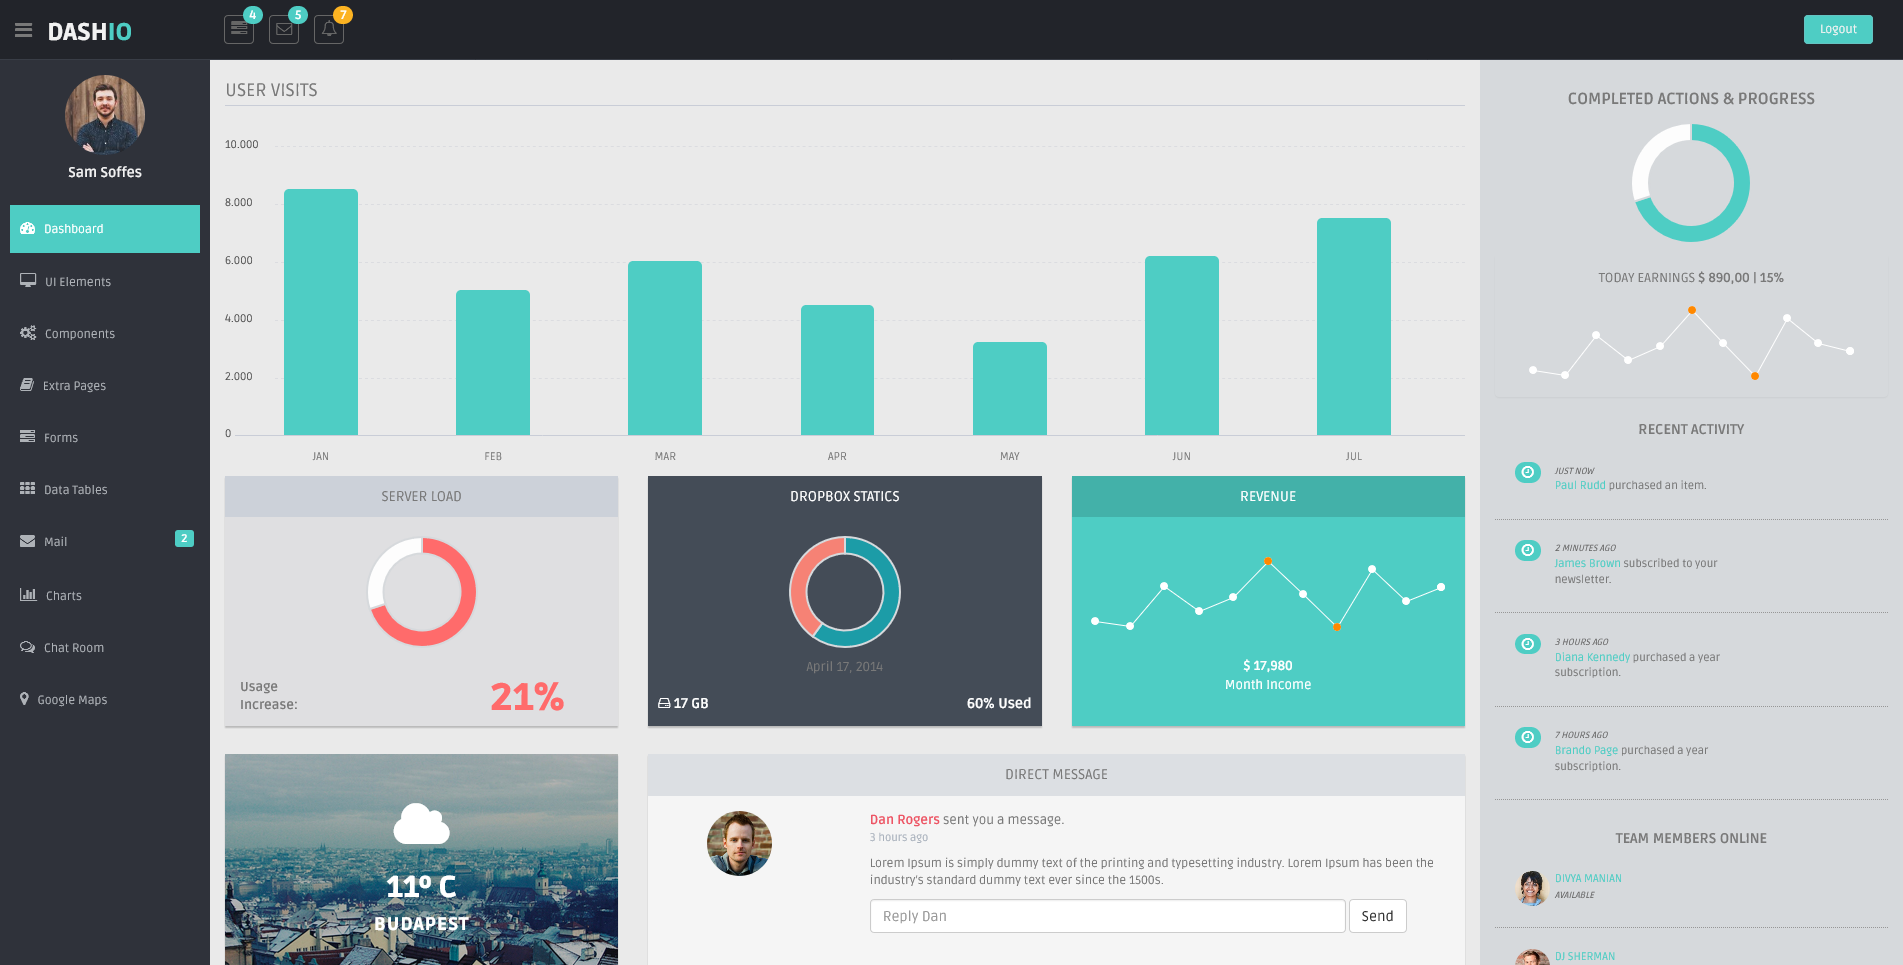 DASHIO
4
5
7
Logout
Sam Soffes
Dashboard
UI Elements
Components
Extra Pages
Forms
Data Tables
Mail
2
Charts
Chat Room
Google Maps
USER VISITS
10.000
8.000
6.000
4.000
2.000
0
JAN
FEB
MAR
APR
MAY
JUN
JUL
SERVER LOAD
Usage
Increase:
21%
DROPBOX STATICS
April 17, 2014
17 GB
60% Used
REVENUE
$ 17,980
Month Income
11º C
BUDAPEST
DIRECT MESSAGE
Dan Rogers sent you a message.
3 hours ago
Lorem Ipsum is simply dummy text of the printing and typesetting industry. Lorem Ipsum has been the
industry's standard dummy text ever since the 1500s.
Reply Dan
Send
COMPLETED ACTIONS & PROGRESS
TODAY EARNINGS $ 890,00 | 15%
RECENT ACTIVITY
JUST NOW
Paul Rudd purchased an item.
2 MINUTES AGO
James Brown subscribed to your
newsletter.
3 HOURS AGO
Diana Kennedy purchased a year
subscription.
7 HOURS AGO
Brando Page purchased a year
subscription.
TEAM MEMBERS ONLINE
DIVYA MANIAN
AVAILABLE
DJ SHERMAN